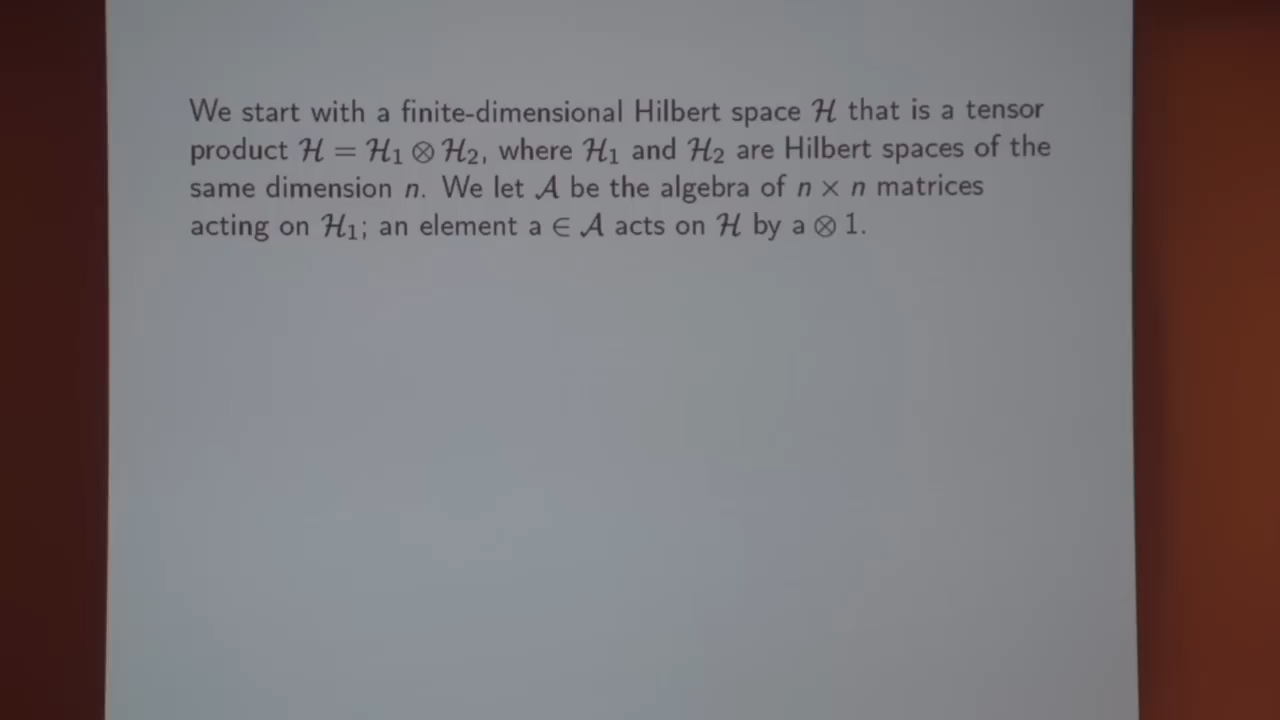 We start with a finite-dimensional Hilbert space ℋ that is a tensor
product ℋ = ℋ₁ ⊗ ℋ₂, where ℋ₁ and ℋ₂ are Hilbert spaces of the
same dimension n. We let 𝒜 be the algebra of n × n matrices
acting on ℋ₁; an element a ∈ 𝒜 acts on ℋ by a ⊗ 1.